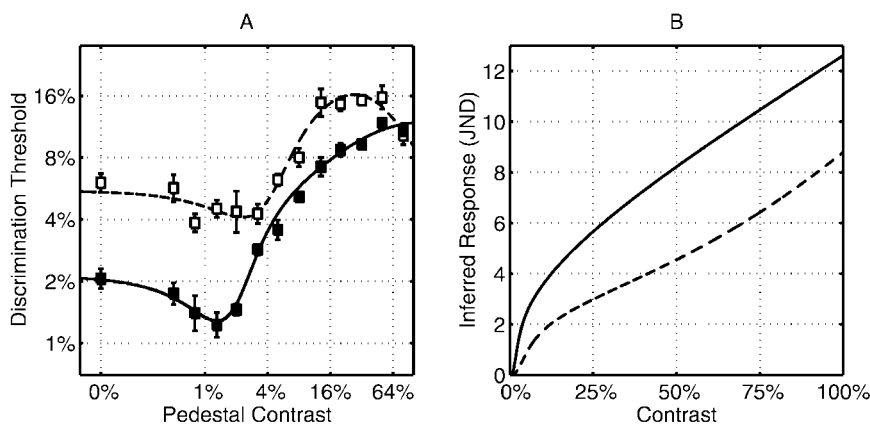 A
Discrimination Threshold
16%
8%
4%
2%
1%
0% 1% 4% 16% 64%
Pedestal Contrast
B
Inferred Response (JND)
12
10
8
6
4
2
0
0% 25% 50% 75% 100%
Contrast